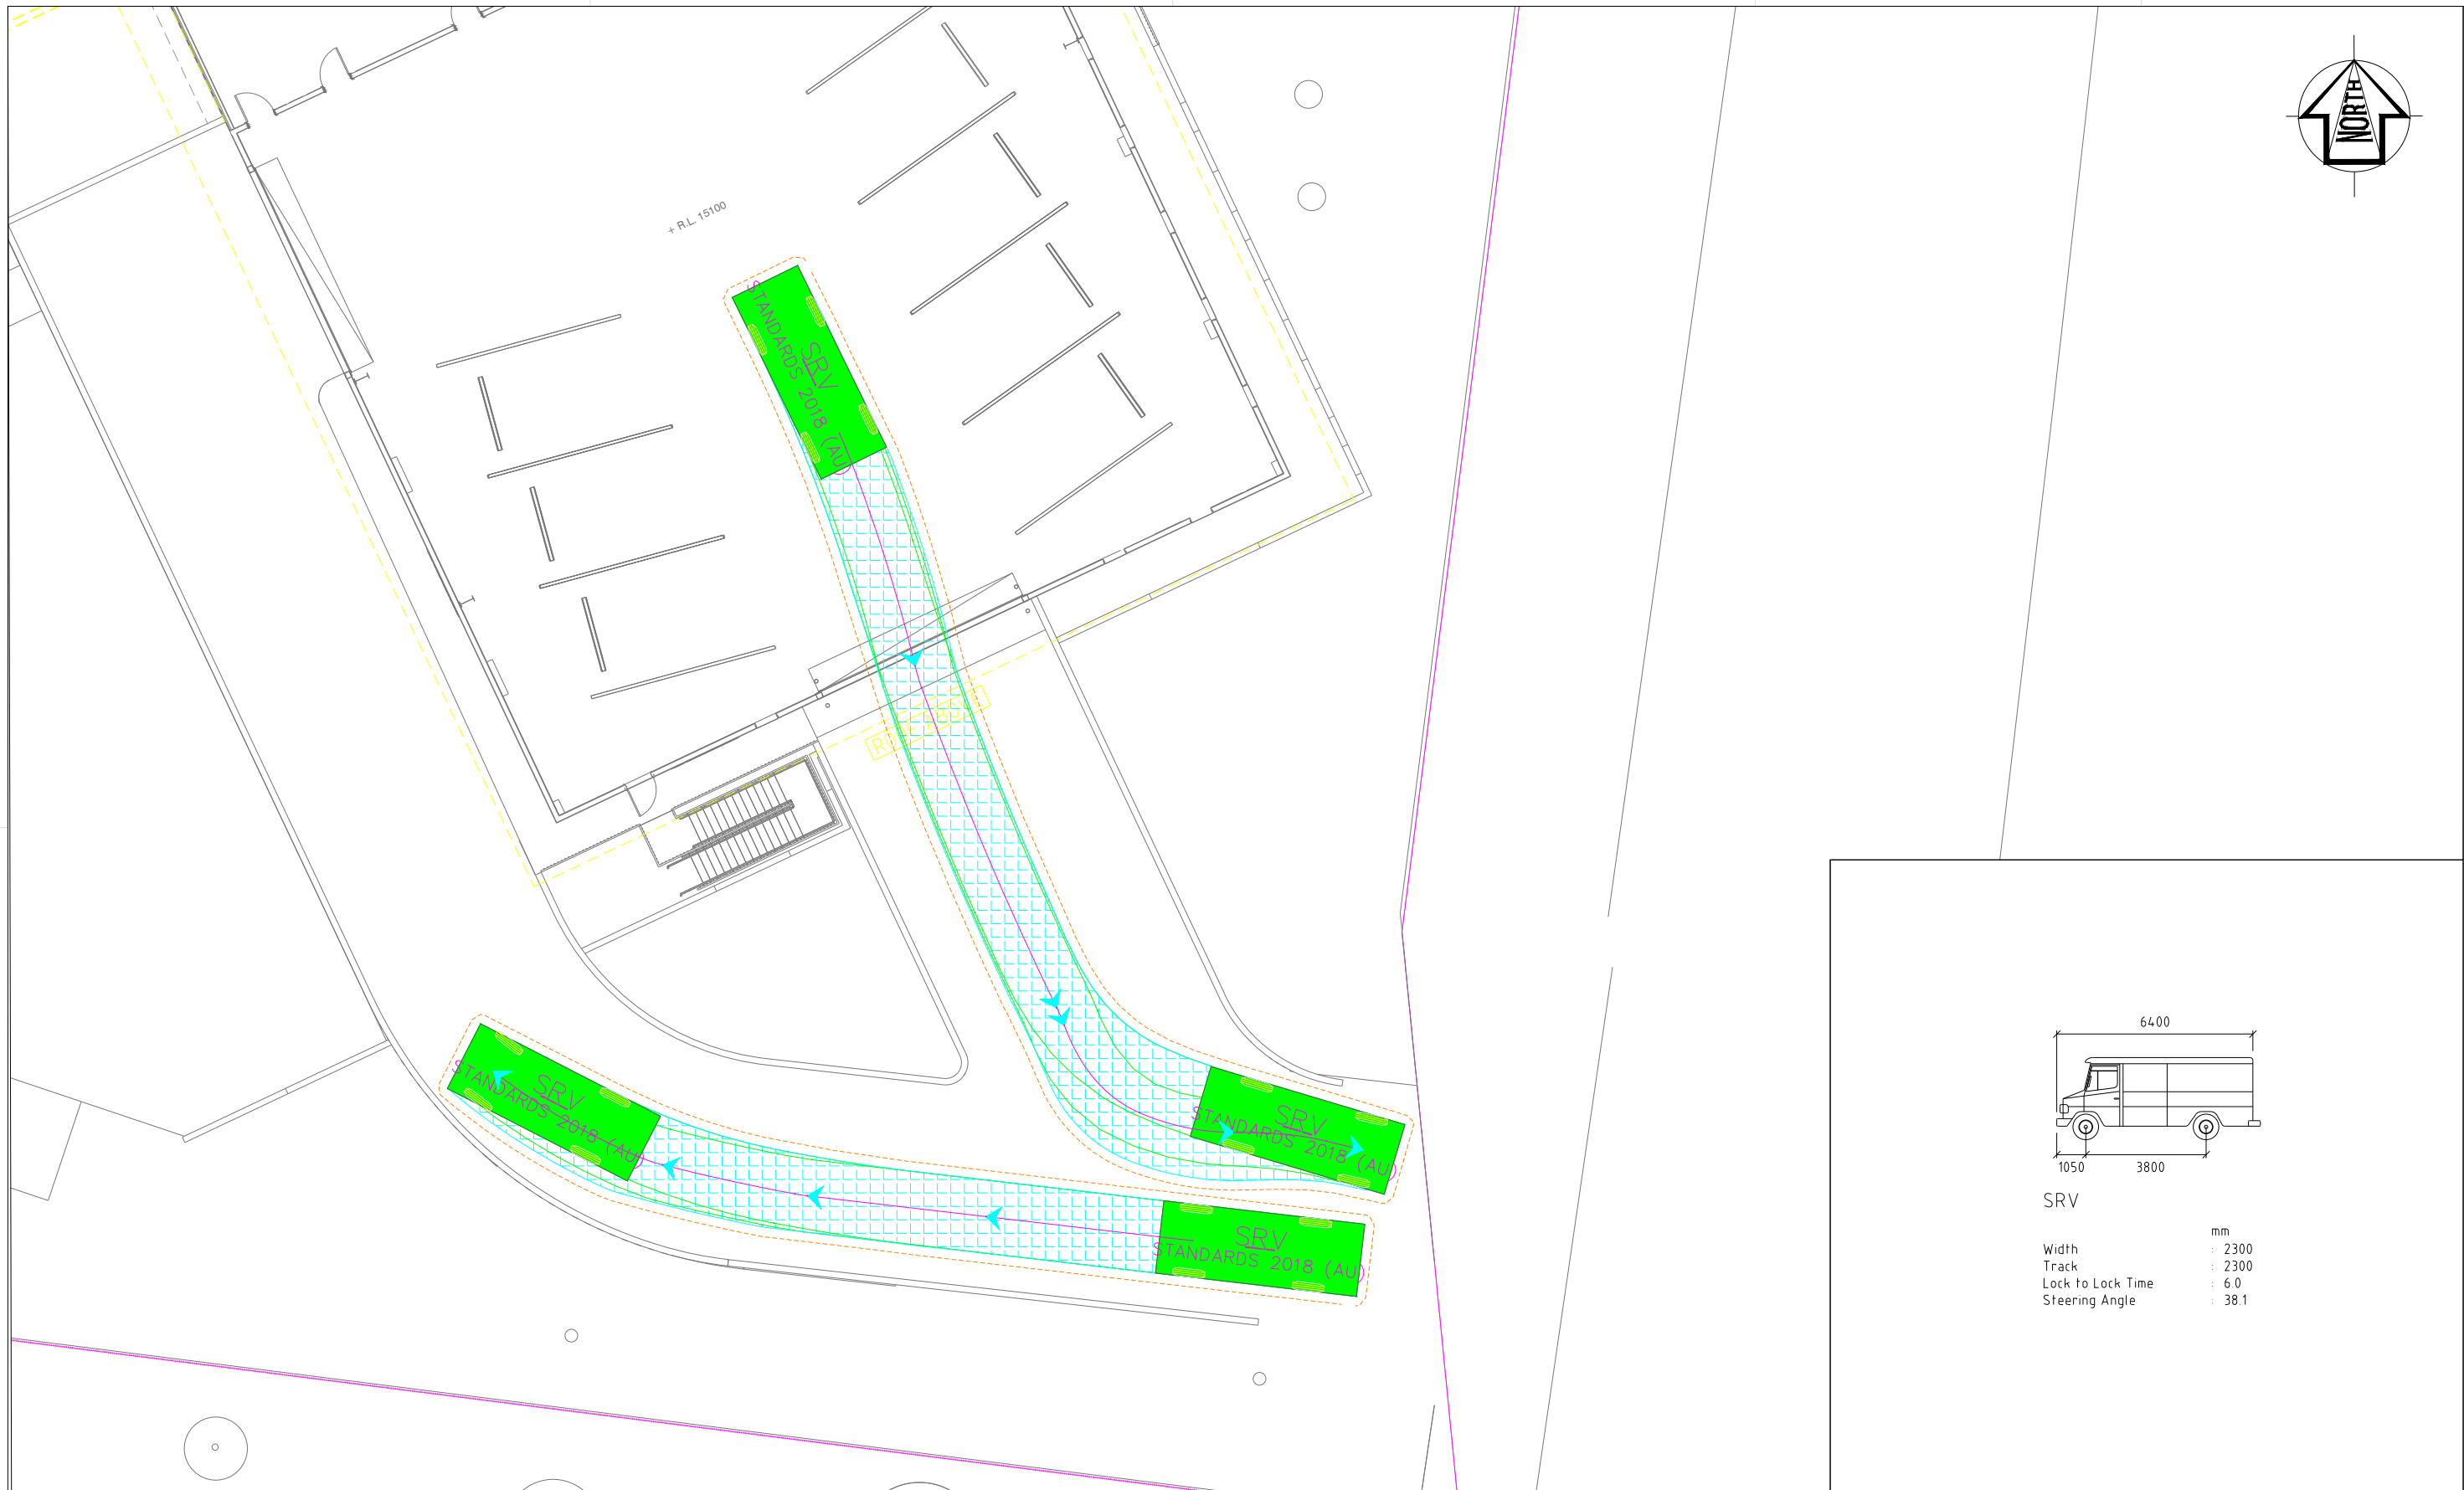 NORTH
+ R.L. 15100
SRV
STANDARDS 2018 (AU)
SRV
STANDARDS 2018 (AU)
SRV
STANDARDS 2018 (AU)
SRV
STANDARDS 2018 (AU)
6400
1050
3800
SRV
mm
Width : 2300
Track : 2300
Lock to Lock Time : 6.0
Steering Angle : 38.1